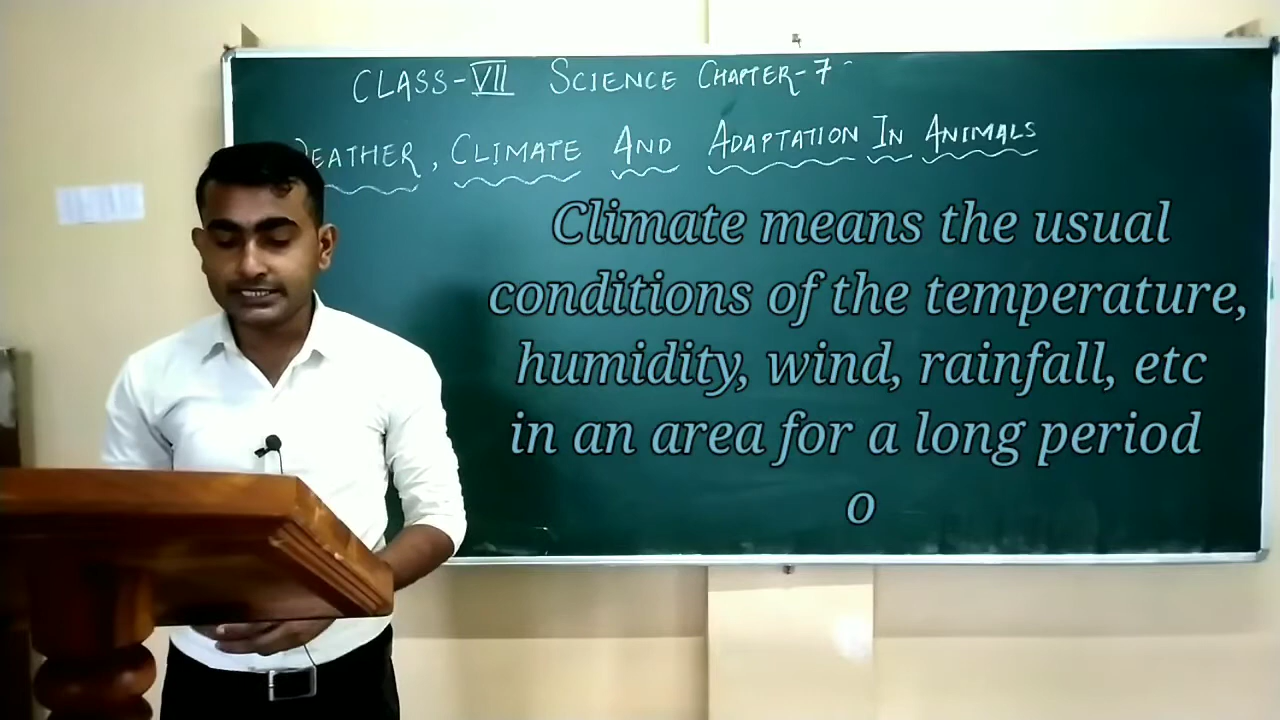 CLASS-VII SCIENCE CHAPTER-7
WEATHER, CLIMATE AND ADAPTATION IN ANIMALS
Climate means the usual
conditions of the temperature,
humidity, wind, rainfall, etc
in an area for a long period
o